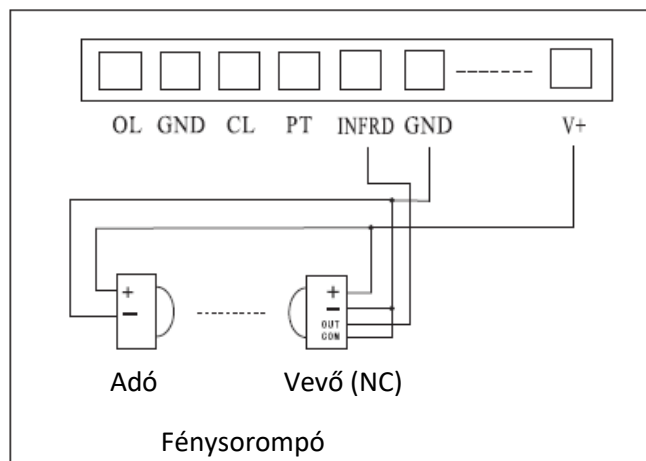 OL GND CL PT INFRD GND V+
+ +
− −
OUT
COM
Adó Vevő (NC)
Fénysorompó